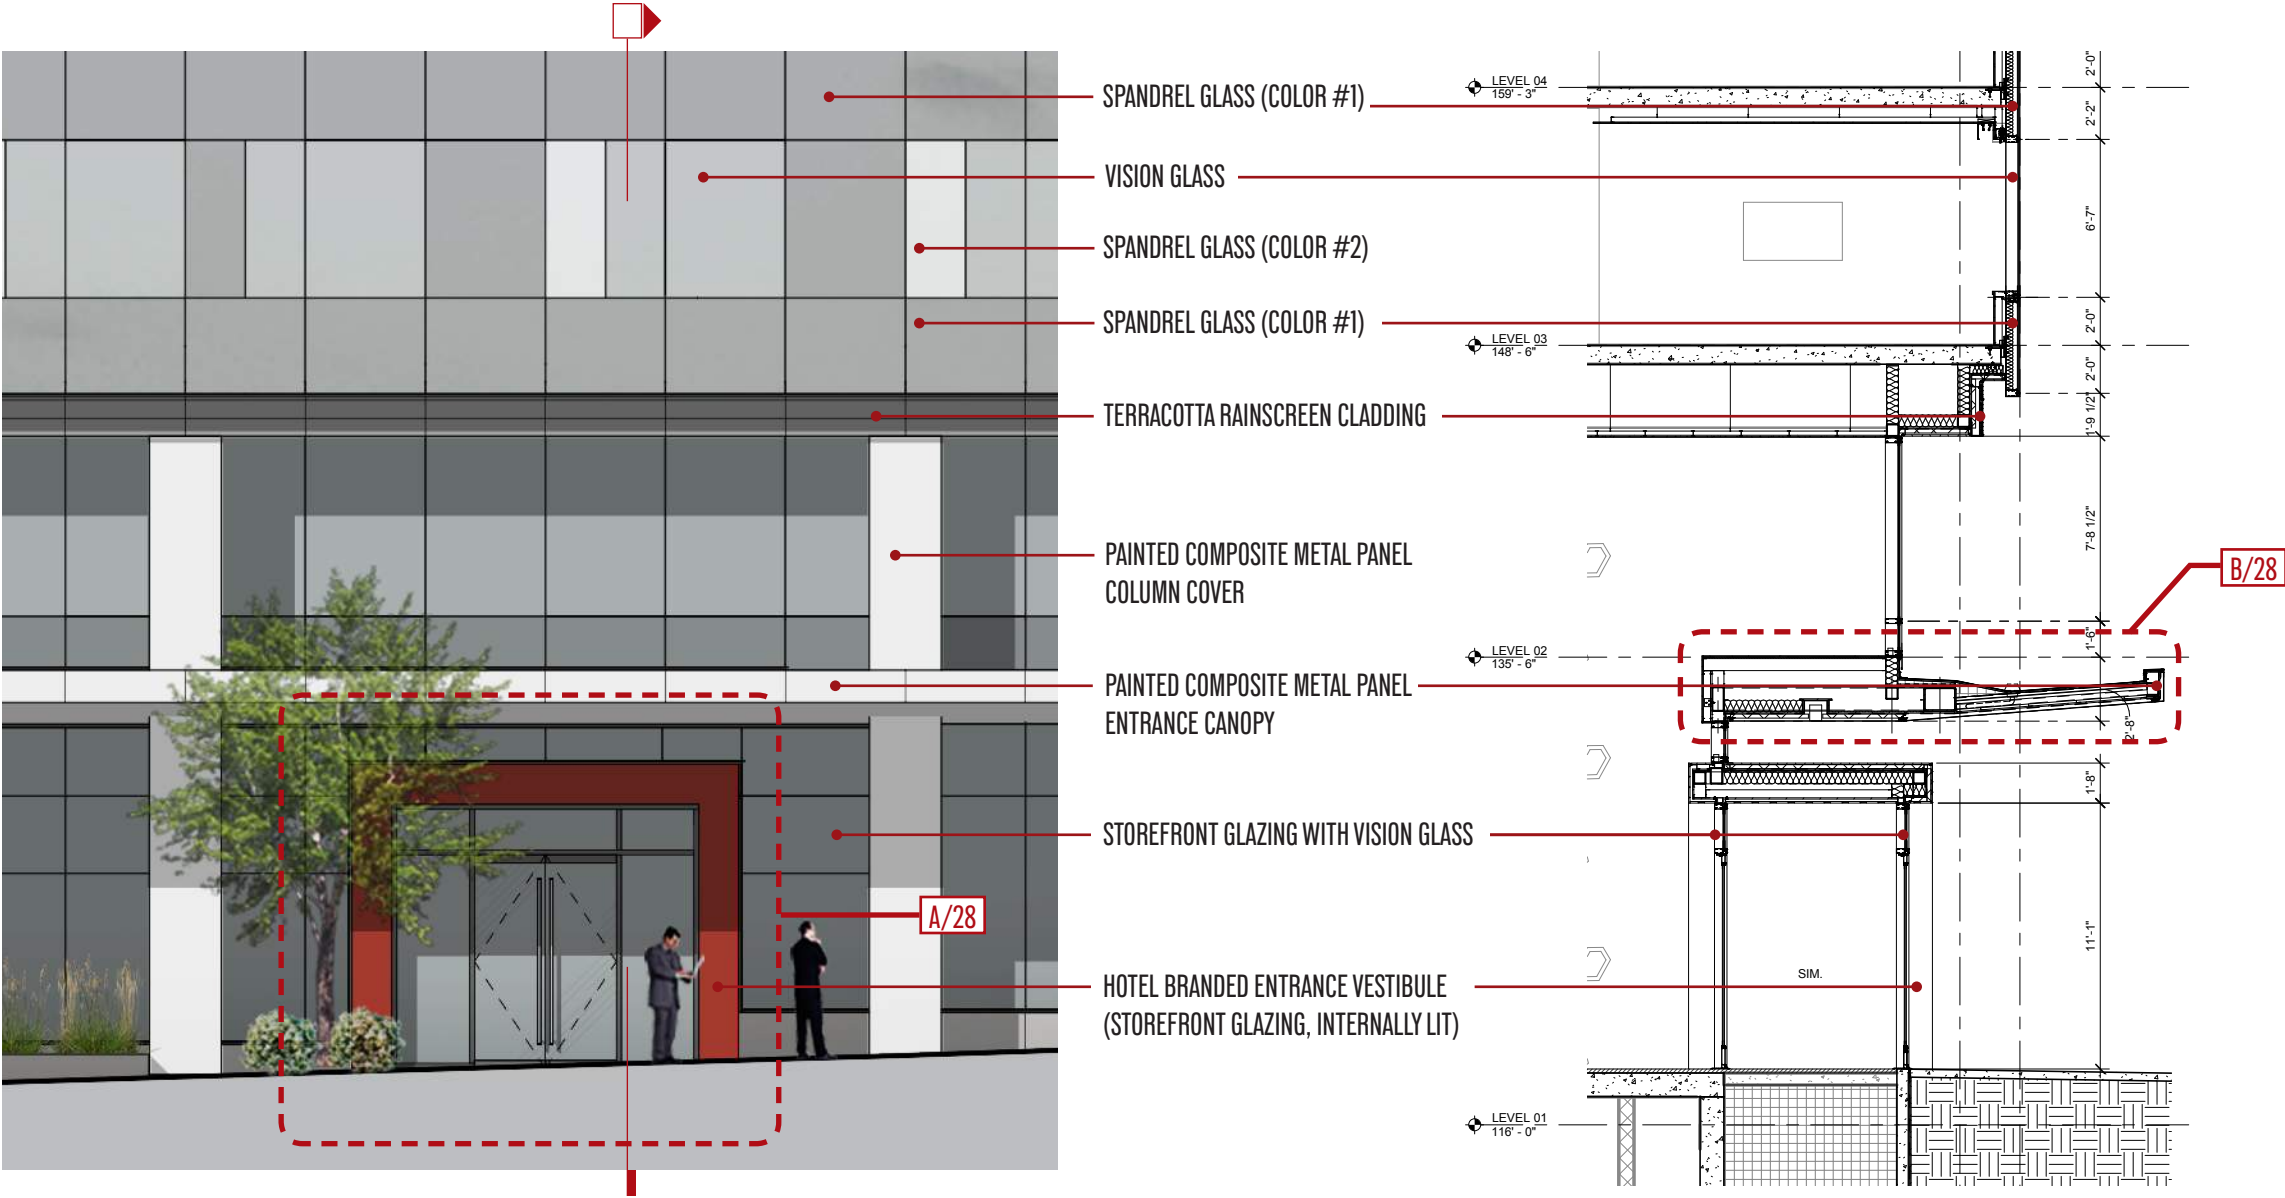 SPANDREL GLASS (COLOR #1)
VISION GLASS
SPANDREL GLASS (COLOR #2)
SPANDREL GLASS (COLOR #1)
TERRACOTTA RAINSCREEN CLADDING
PAINTED COMPOSITE METAL PANEL
COLUMN COVER
PAINTED COMPOSITE METAL PANEL
ENTRANCE CANOPY
STOREFRONT GLAZING WITH VISION GLASS
HOTEL BRANDED ENTRANCE VESTIBULE
(STOREFRONT GLAZING, INTERNALLY LIT)
A/28
LEVEL 04
159' - 3"
LEVEL 03
148' - 6"
LEVEL 02
135' - 6"
LEVEL 01
116' - 0"
SIM.
2'-0"
2'-2"
6'-7"
2'-0"
2'-0"
1'-9 1/2"
7'-8 1/2"
1'-6"
2'-8"
1'-8"
11'-1"
B/28